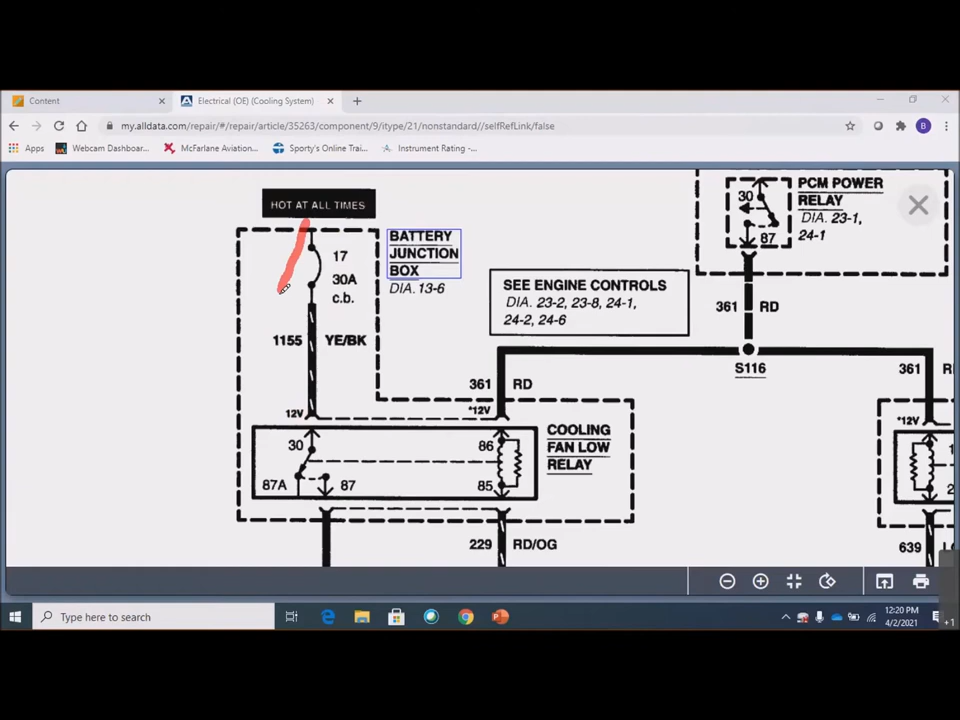 Content
Electrical (OE) (Cooling System)
my.alldata.com/repair/#/repair/article/35263/component/9/itype/21/nonstandard//selfRefLink/false
B
Apps
Webcam Dashboar...
McFarlane Aviation...
Sporty's Online Trai...
Instrument Rating -...
HOT AT ALL TIMES
17
30A
c.b.
BATTERY
JUNCTION
BOX
DIA. 13-6
1155 YE/BK
SEE ENGINE CONTROLS
DIA. 23-2, 23-8, 24-1,
24-2, 24-6
30
87
PCM POWER
RELAY
DIA. 23-1,
24-1
361 RD
S116
361 RD
361
12V
*12V
30
86
87A
87
85
COOLING
FAN LOW
RELAY
*12V
229 RD/OG
639
Type here to search
12:20 PM
4/2/2021
+1